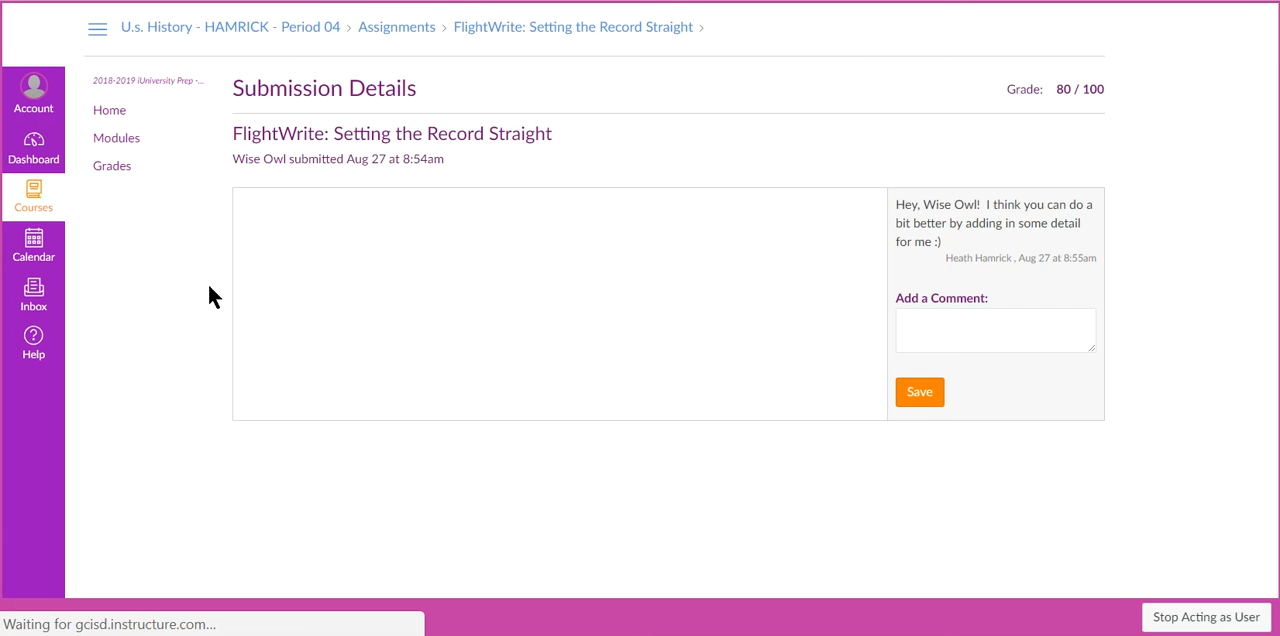 U.s. History - HAMRICK - Period 04 > Assignments > FlightWrite: Setting the Record Straight >
Account
Dashboard
Courses
Calendar
Inbox
Help
2018-2019 iUniversity Prep -...
Home
Modules
Grades
Submission Details
Grade: 80 / 100
FlightWrite: Setting the Record Straight
Wise Owl submitted Aug 27 at 8:54am
Hey, Wise Owl! I think you can do a
bit better by adding in some detail
for me :)
Heath Hamrick , Aug 27 at 8:55am
Add a Comment:
Save
Waiting for gcisd.instructure.com...
Stop Acting as User